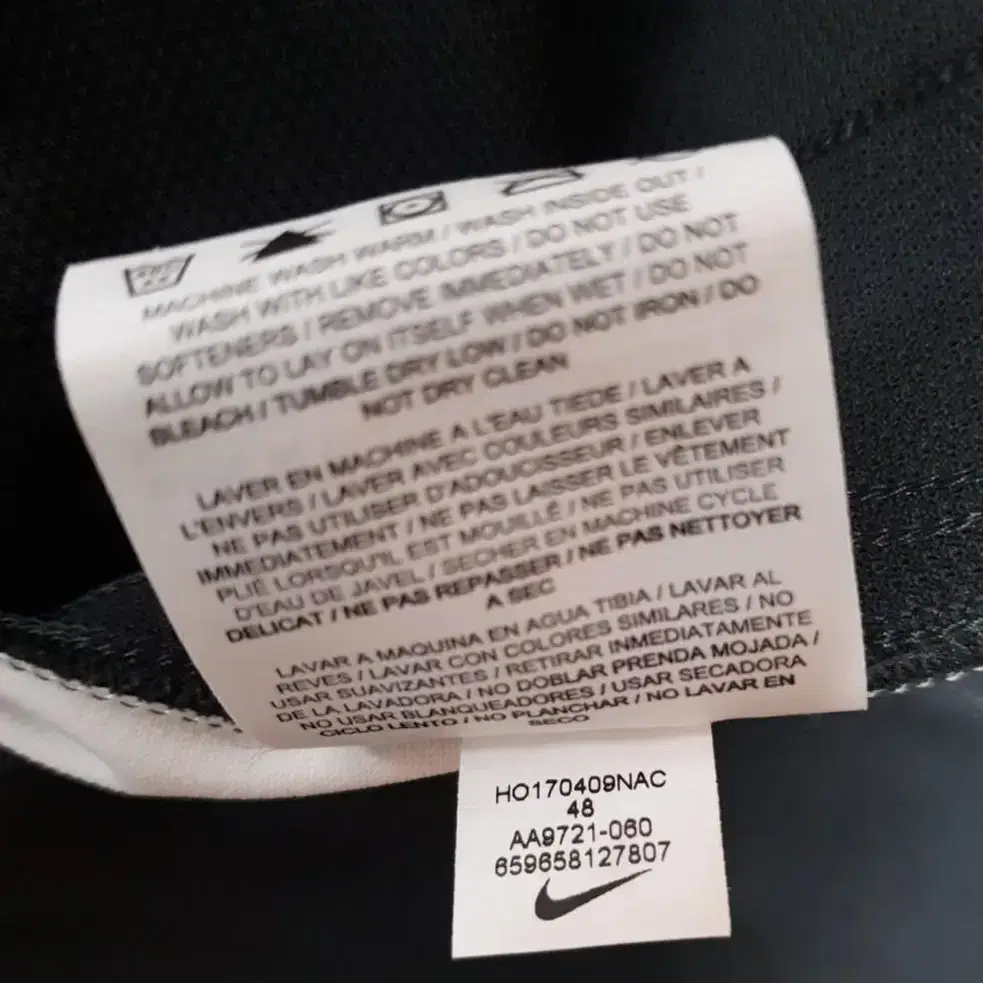 MACHINE WASH WARM / WASH INSIDE OUT /
WASH WITH LIKE COLORS / DO NOT USE
SOFTENERS / REMOVE IMMEDIATELY / DO NOT
ALLOW TO LAY ON ITSELF WHEN WET / DO NOT
BLEACH / TUMBLE DRY LOW / DO NOT IRON / DO
NOT DRY CLEAN
LAVER EN MACHINE A L'EAU TIEDE / LAVER A
L'ENVERS / LAVER AVEC COULEURS SIMILAIRES /
NE PAS UTILISER D'ADOUCISSEUR / ENLEVER
IMMEDIATEMENT / NE PAS LAISSER LE VÊTEMENT
PLIÉ LORSQU'IL EST MOUILLÉ / NE PAS UTILISER
D'EAU DE JAVEL / SECHER EN MACHINE CYCLE
DELICAT / NE PAS REPASSER / NE PAS NETTOYER
A SEC
LAVAR A MAQUINA EN AGUA TIBIA / LAVAR AL
REVES / LAVAR CON COLORES SIMILARES / NO
USAR SUAVIZANTES / RETIRAR INMEDIATAMENTE
DE LA LAVADORA / NO DOBLAR PRENDA MOJADA /
NO USAR BLANQUEADORES / USAR SECADORA
CICLO LENTO / NO PLANCHAR / NO LAVAR EN
SECO
HO170409NAC
48
AA9721-060
659658127807